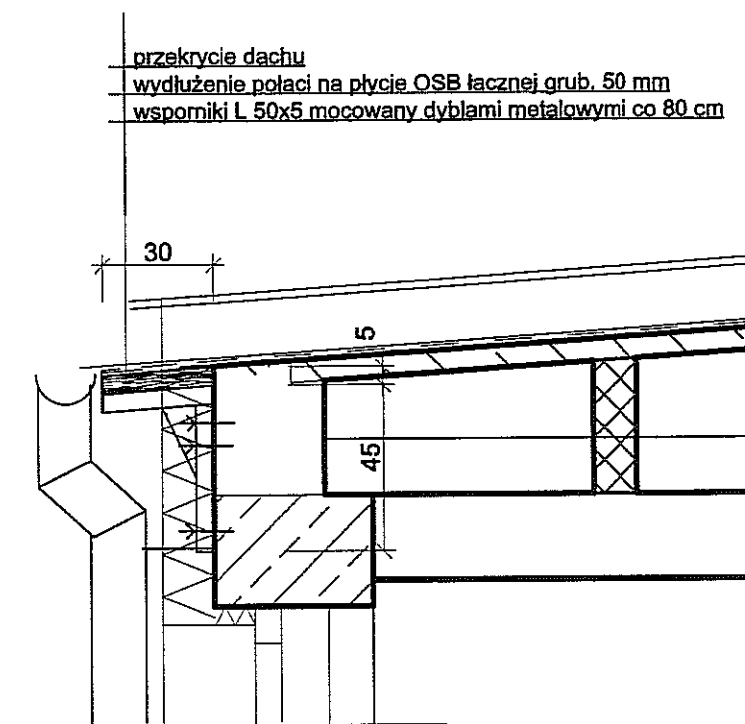 przekrycie dachu
wydłużenie połaci na płycie OSB łacznej grub. 50 mm
wsporniki L 50x5 mocowany dyblami metalowymi co 80 cm
30
5
45